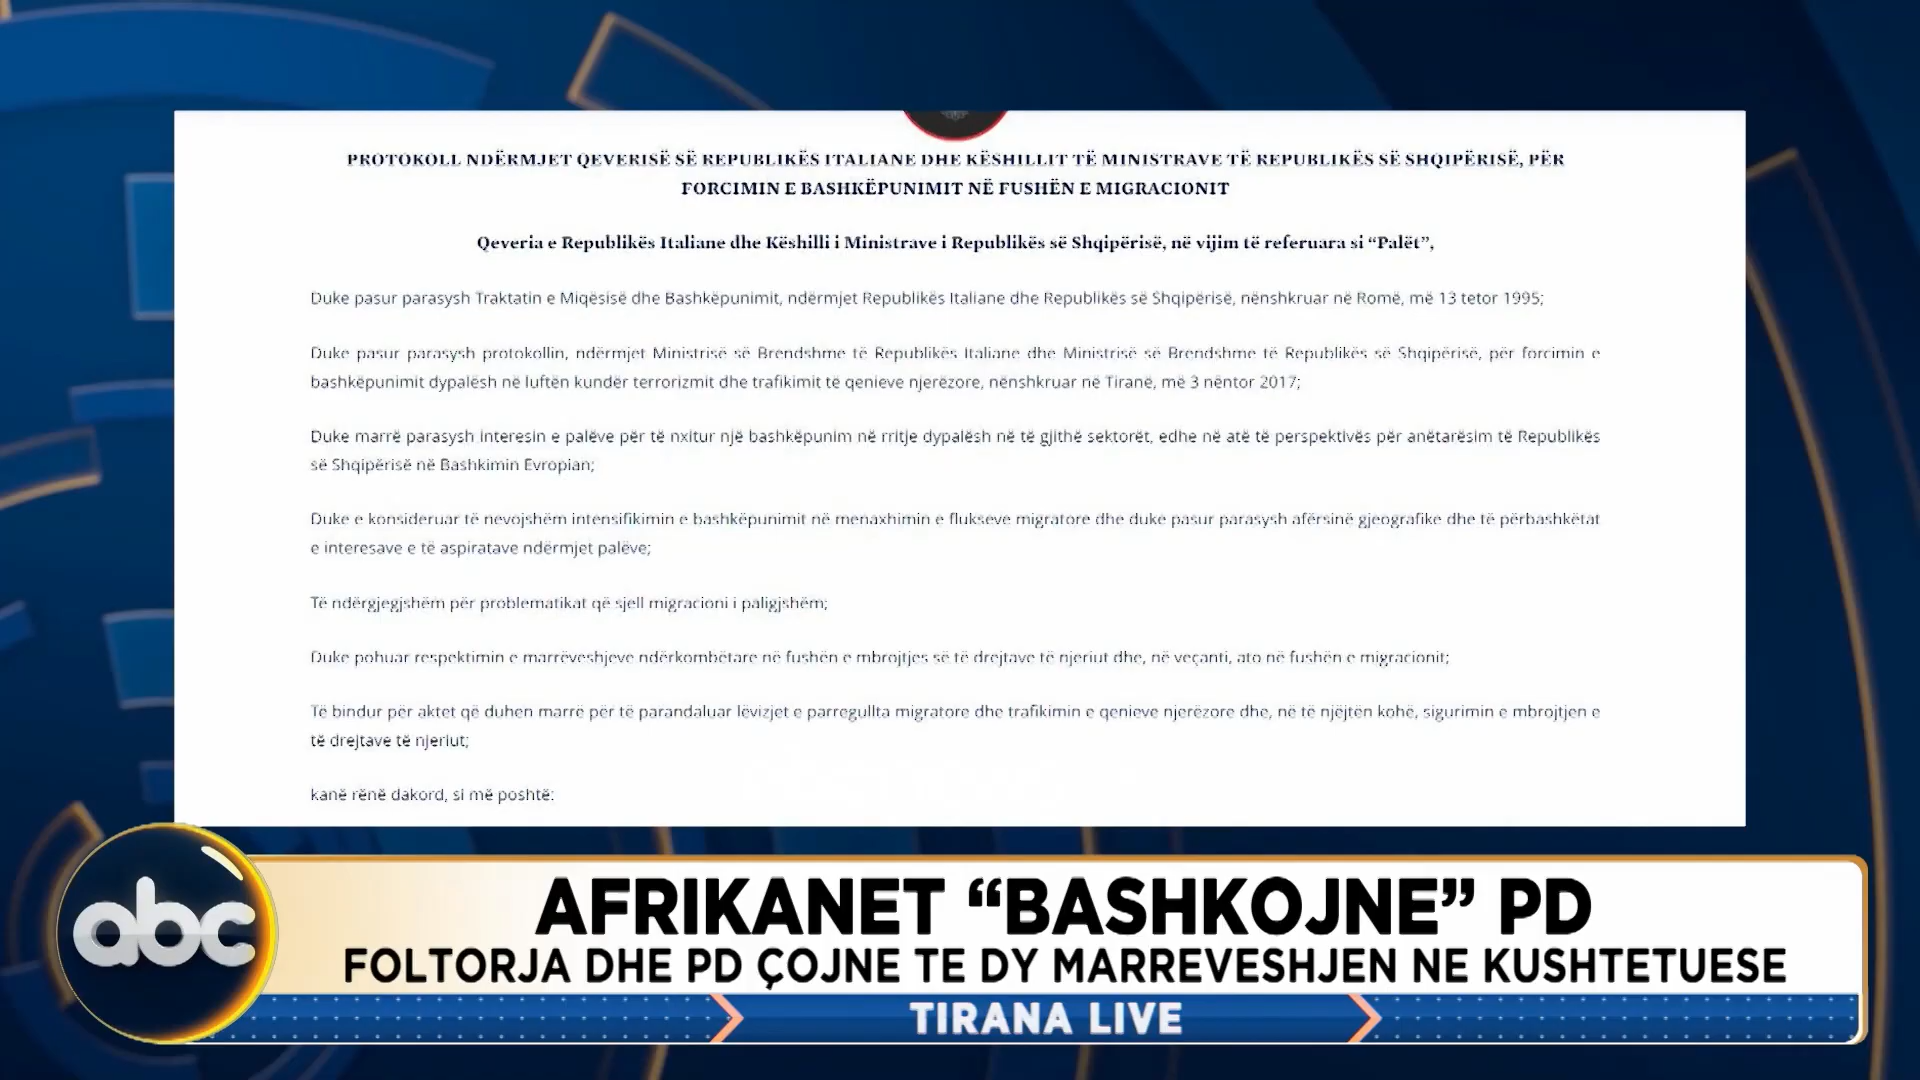 PROTOKOLL NDËRMJET QEVERISË SË REPUBLIKËS ITALIANE DHE KËSHILLIT TË MINISTRAVE TË REPUBLIKËS SË SHQIPËRISË, PËR
FORCIMIN E BASHKËPUNIMIT NË FUSHËN E MIGRACIONIT
Qeveria e Republikës Italiane dhe Këshilli i Ministrave i Republikës së Shqipërisë, në vijim të referuara si “Palët”,
Duke pasur parasysh Traktatin e Miqësisë dhe Bashkëpunimit, ndërmjet Republikës Italiane dhe Republikës së Shqipërisë, nënshkruar në Romë, më 13 tetor 1995;
Duke pasur parasysh protokollin, ndërmjet Ministrisë së Brendshme të Republikës Italiane dhe Ministrisë së Brendshme të Republikës së Shqipërisë, për forcimin e
bashkëpunimit dypalësh në luftën kundër terrorizmit dhe trafikimit të qenieve njerëzore, nënshkruar në Tiranë, më 3 nëntor 2017;
Duke marrë parasysh interesin e palëve për të nxitur një bashkëpunim në rritje dypalësh në të gjithë sektorët, edhe në atë të perspektivës për anëtarësim të Republikës
së Shqipërisë në Bashkimin Evropian;
Duke e konsideruar të nevojshëm intensifikimin e bashkëpunimit në menaxhimin e flukseve migratore dhe duke pasur parasysh afërsinë gjeografike dhe të përbashkëtat
e interesave e të aspiratave ndërmjet palëve;
Të ndërgjegjshëm për problematikat që sjell migracioni i paligjshëm;
Duke pohuar respektimin e marrëveshjeve ndërkombëtare në fushën e mbrojtjes së të drejtave të njeriut dhe, në veçanti, ato në fushën e migracionit;
Të bindur për aktet që duhen marrë për të parandaluar lëvizjet e parregullta migratore dhe trafikimin e qenieve njerëzore dhe, në të njëjtën kohë, sigurimin e mbrojtjen e
të drejtave të njeriut;
kanë rënë dakord, si më poshtë:
abc
AFRIKANET “BASHKOJNE” PD
FOLTORJA DHE PD ÇOJNE TE DY MARREVESHJEN NE KUSHTETUESE
TIRANA LIVE